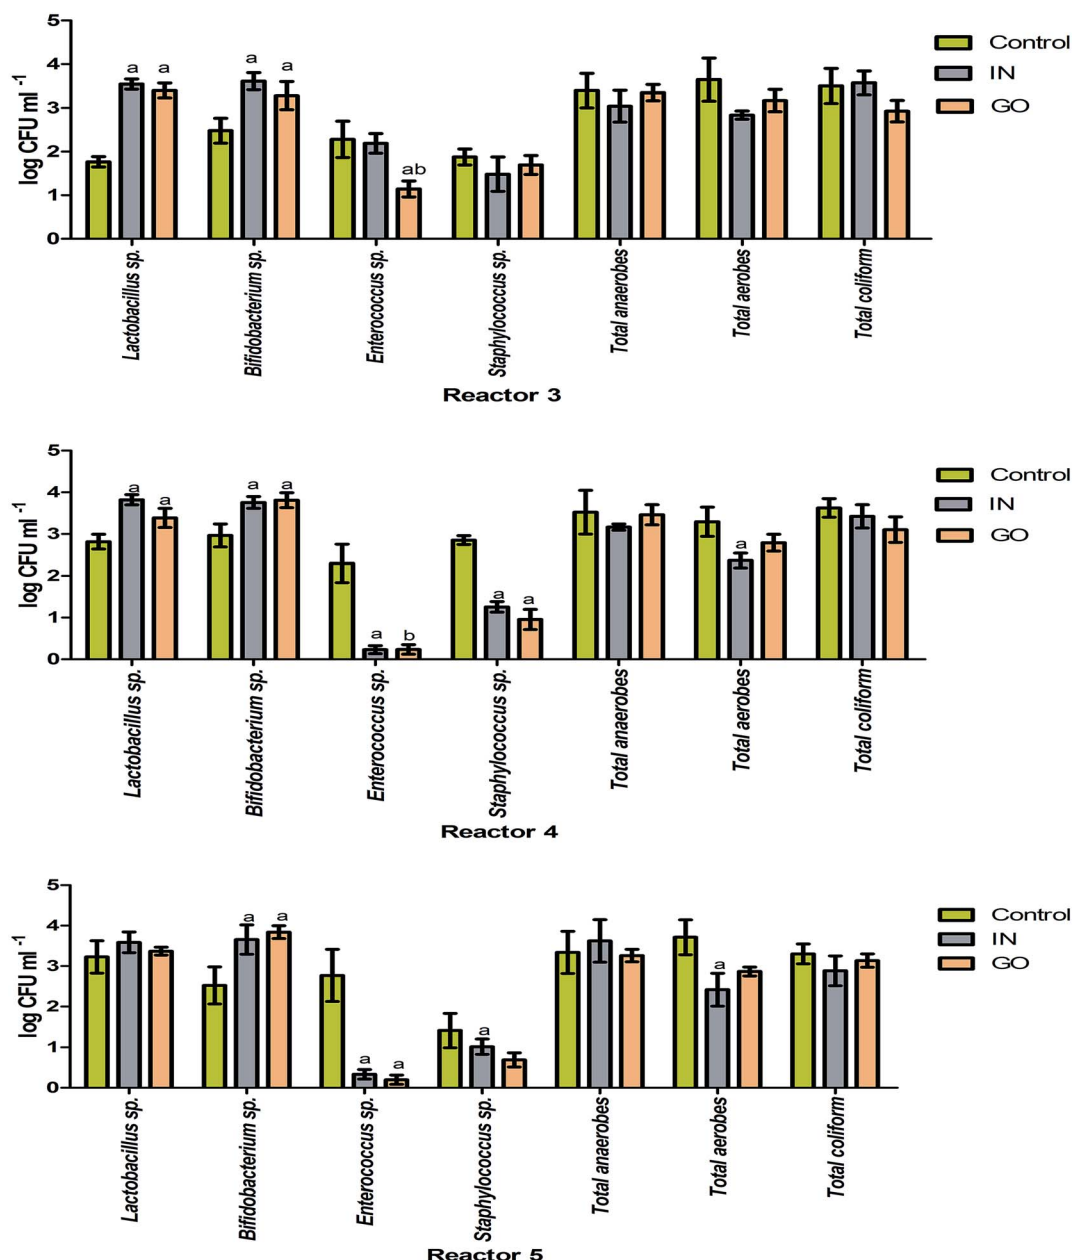 5
4
3
2
1
0
log CFU ml -1
a
a
a
a
ab
Control
IN
GO
Lactobacillus sp.
Bifidobacterium sp.
Enterococcus sp.
Staphylococcus sp.
Total anaerobes
Total aerobes
Total coliform
Reactor 3
5
4
3
2
1
0
log CFU ml -1
a
a
a
a
a
b
a
a
a
Control
IN
GO
Lactobacillus sp.
Bifidobacterium sp.
Enterococcus sp.
Staphylococcus sp.
Total anaerobes
Total aerobes
Total coliform
Reactor 4
5
4
3
2
1
0
log CFU ml -1
a
a
a
a
a
a
Control
IN
GO
Lactobacillus sp.
Bifidobacterium sp.
Enterococcus sp.
Staphylococcus sp.
Total anaerobes
Total aerobes
Total coliform
Reactor 5